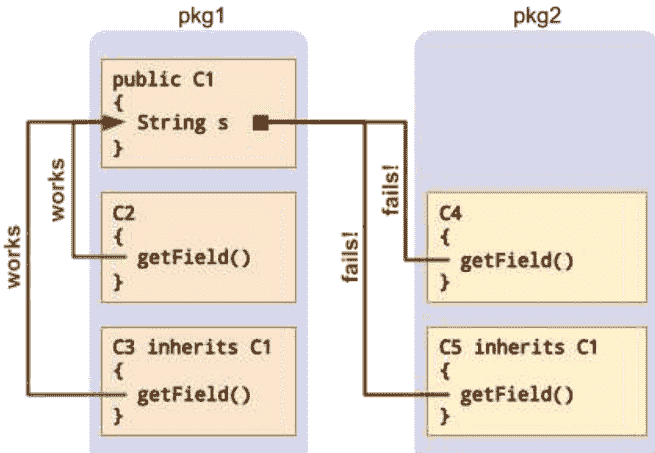 pkg1
pkg2
public C1
{
String s
}
works
works
C2
{
getField()
}
C3 inherits C1
{
getField()
}
fails!
fails!
C4
{
getField()
}
C5 inherits C1
{
getField()
}